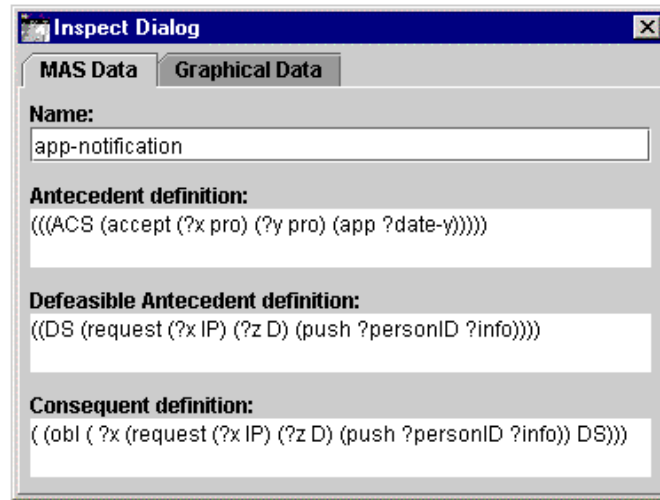 Inspect Dialog
MAS Data Graphical Data
Name:
app-notification
Antecedent definition:
(((ACS (accept (?x pro) (?y pro) (app ?date-y)))))
Defeasible Antecedent definition:
((DS (request (?x IP) (?z D) (push ?personID ?info))))
Consequent definition:
( (obl ( ?x (request (?x IP) (?z D) (push ?personID ?info)) DS)))